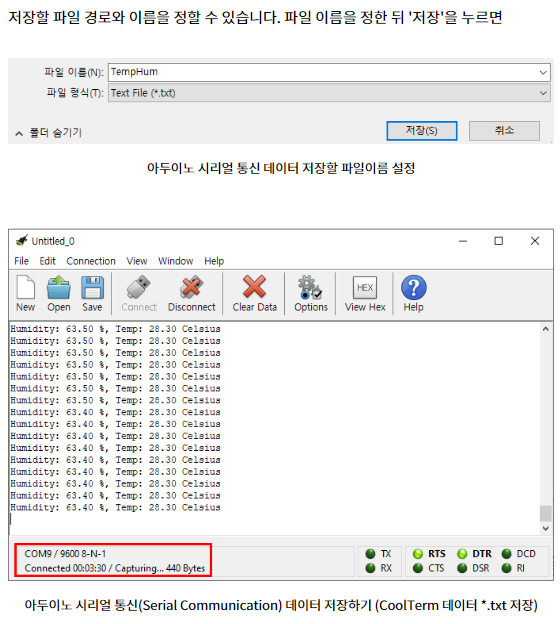 저장할 파일 경로와 이름을 정할 수 있습니다. 파일 이름을 정한 뒤 '저장'을 누르면
파일 이름(N): TempHum
파일 형식(T): Text File (*.txt)
폴더 숨기기 저장(S) 취소
아두이노 시리얼 통신 데이터 저장할 파일이름 설정
Untitled_0
File Edit Connection View Window Help
HEX
New Open Save Connect Disconnect Clear Data Options View Hex Help
Humidity: 63.50 %, Temp: 28.30 Celsius
Humidity: 63.50 %, Temp: 28.30 Celsius
Humidity: 63.50 %, Temp: 28.30 Celsius
Humidity: 63.50 %, Temp: 28.30 Celsius
Humidity: 63.50 %, Temp: 28.30 Celsius
Humidity: 63.50 %, Temp: 28.30 Celsius
Humidity: 63.50 %, Temp: 28.30 Celsius
Humidity: 63.40 %, Temp: 28.30 Celsius
Humidity: 63.40 %, Temp: 28.30 Celsius
Humidity: 63.40 %, Temp: 28.30 Celsius
Humidity: 63.40 %, Temp: 28.30 Celsius
Humidity: 63.40 %, Temp: 28.30 Celsius
Humidity: 63.40 %, Temp: 28.30 Celsius
Humidity: 63.40 %, Temp: 28.30 Celsius
Humidity: 63.40 %, Temp: 28.30 Celsius
Humidity: 63.40 %, Temp: 28.30 Celsius
COM9 / 9600 8-N-1 TX RTS DTR DCD
Connected 00:03:30 / Capturing... 440 Bytes RX CTS DSR RI
아두이노 시리얼 통신(Serial Communication) 데이터 저장하기 (CoolTerm 데이터 *.txt 저장)